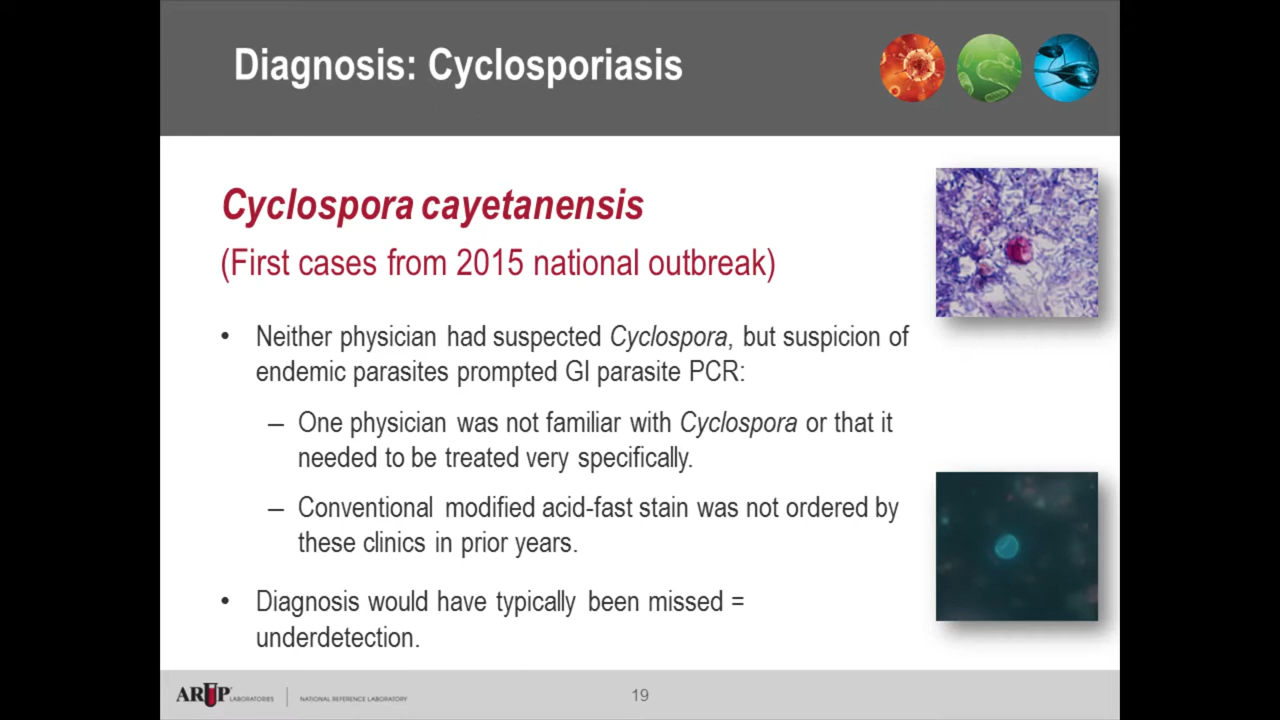 Diagnosis: Cyclosporiasis
Cyclospora cayetanensis
(First cases from 2015 national outbreak)
• Neither physician had suspected Cyclospora, but suspicion of
endemic parasites prompted GI parasite PCR:
– One physician was not familiar with Cyclospora or that it
needed to be treated very specifically.
– Conventional modified acid-fast stain was not ordered by
these clinics in prior years.
• Diagnosis would have typically been missed =
underdetection.
ARUP LABORATORIES | NATIONAL REFERENCE LABORATORY
19